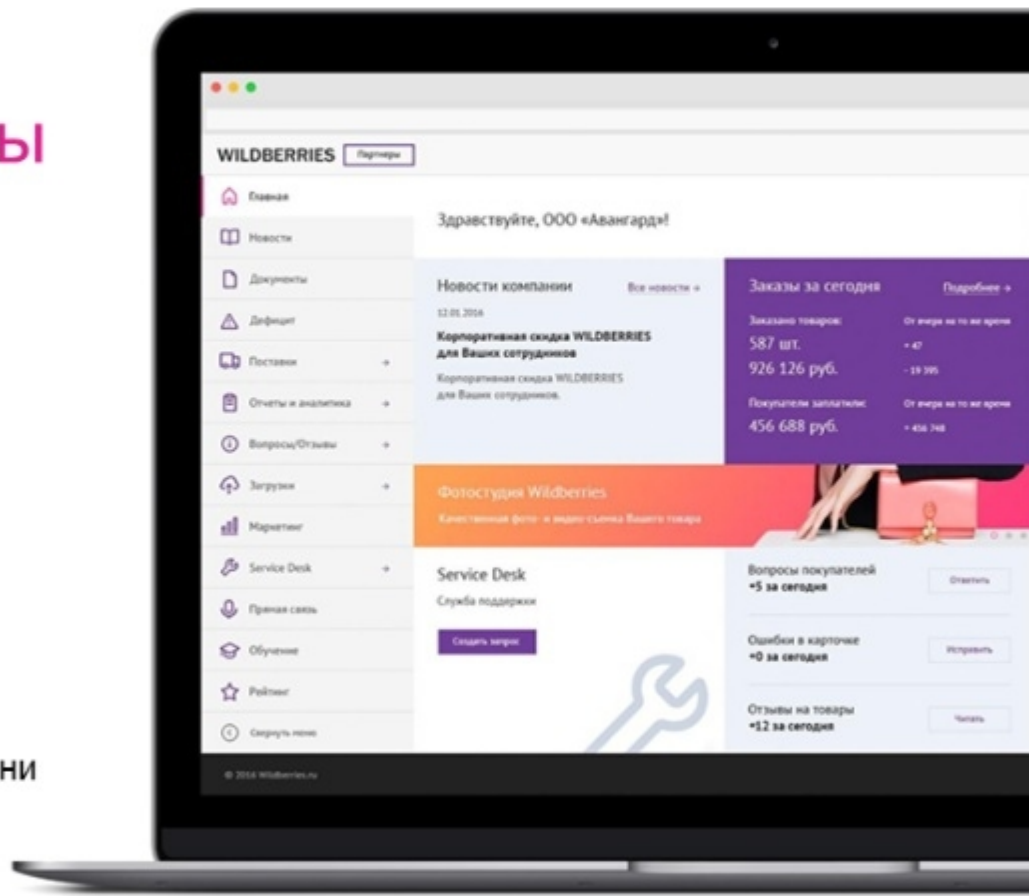 ы
ни
WILDBERRIES Партнеры
Главная
Новости
Документы
Дефицит
Поставки
Отчеты и аналитика
Вопросы/Отзывы
Загрузки
Маркетинг
Service Desk
Прямая связь
Обучение
Рейтинг
Свернуть меню
Здравствуйте, ООО «Авангард»!
Новости компании Все новости →
12.01.2016
Корпоративная скидка WILDBERRIES
для Ваших сотрудников
Корпоративная скидка WILDBERRIES
для Ваших сотрудников.
Заказы за сегодня Подробнее →
Заказано товаров: От вчера на то же время
587 шт. + 47
926 126 руб. - 19 395
Покупатели заплатили: От вчера на то же время
456 688 руб. + 456 748
Фотостудия Wildberries
Качественная фото- и видео-съемка Вашего товара
Service Desk
Служба поддержки
Создать запрос
Вопросы покупателей
+5 за сегодня
Ответить
Ошибки в карточке
+0 за сегодня
Исправить
Отзывы на товары
+12 за сегодня
Читать
© 2016 Wildberries.ru